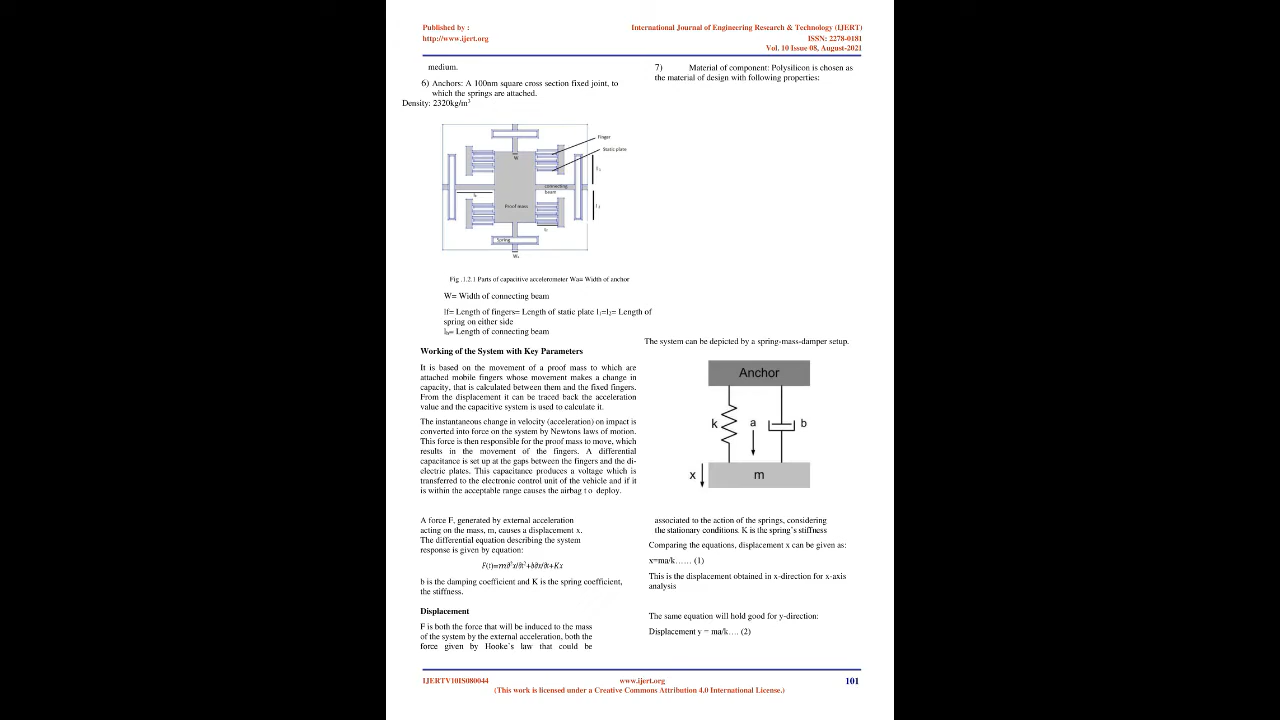 Published by :
http://www.ijert.org
International Journal of Engineering Research & Technology (IJERT)
ISSN: 2278-0181
Vol. 10 Issue 08, August-2021
medium.
6) Anchors: A 100nm square cross section fixed joint, to
which the springs are attached.
Density: 2320kg/m³
7) Material of component: Polysilicon is chosen as
the material of design with following properties:
Finger
Static plate
W
l₁
connecting
beam
Proof mass
l₂
Spring
Fig .1.2.1 Parts of capacitive accelerometer Wa= Width of anchor
W= Width of connecting beam
lf= Length of fingers= Length of static plate l₁=l₂= Length of
spring on either side
= Length of connecting beam
Working of the System with Key Parameters
It is based on the movement of a proof mass to which are
attached mobile fingers whose movement makes a change in
capacity, that is calculated between them and the fixed fingers.
From the displacement it can be traced back the acceleration
value and the capacitive system is used to calculate it.
The instantaneous change in velocity (acceleration) on impact is
converted into force on the system by Newtons laws of motion.
This force is then responsible for the proof mass to move, which
results in the movement of the fingers. A differential
capacitance is set up at the gaps between the fingers and the di-
electric plates. This capacitance produces a voltage which is
transferred to the electronic control unit of the vehicle and if it
is within the acceptable range causes the airbag t o deploy.
The system can be depicted by a spring-mass-damper setup.
Anchor
k
a
b
x
m
A force F, generated by external acceleration
acting on the mass, m, causes a displacement x.
The differential equation describing the system
response is given by equation:
F(t)=m∂²x/∂t²+b∂x/∂t+Kx
b is the damping coefficient and K is the spring coefficient,
the stiffness.
Displacement
F is both the force that will be induced to the mass
of the system by the external acceleration, both the
force given by Hooke's law that could be
associated to the action of the springs, considering
the stationary conditions. K is the spring's stiffness
Comparing the equations, displacement x can be given as:
x=ma/k…… (1)
This is the displacement obtained in x-direction for x-axis
analysis
The same equation will hold good for y-direction:
Displacement y = ma/k…. (2)
IJERTV10IS080044
www.ijert.org
101
(This work is licensed under a Creative Commons Attribution 4.0 International License.)